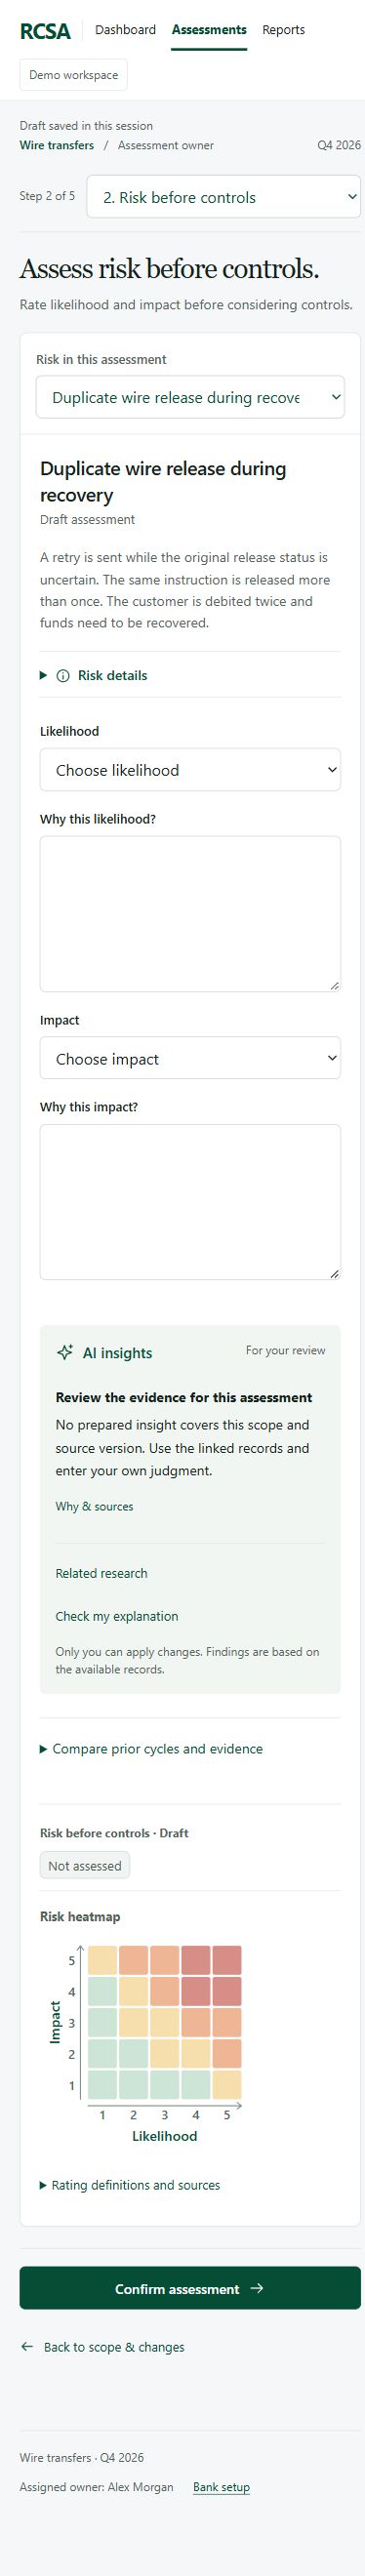 RCSA
Dashboard
Assessments
Reports
Demo workspace
Draft saved in this session
Wire transfers / Assessment owner
Q4 2026
Step 2 of 5
2. Risk before controls
Assess risk before controls.
Rate likelihood and impact before considering controls.
Risk in this assessment
Duplicate wire release during recove
Duplicate wire release during
recovery
Draft assessment
A retry is sent while the original release status is
uncertain. The same instruction is released more
than once. The customer is debited twice and
funds need to be recovered.
Risk details
Likelihood
Choose likelihood
Why this likelihood?
Impact
Choose impact
Why this impact?
AI insights
For your review
Review the evidence for this assessment
No prepared insight covers this scope and
source version. Use the linked records and
enter your own judgment.
Why & sources
Related research
Check my explanation
Only you can apply changes. Findings are based on
the available records.
Compare prior cycles and evidence
Risk before controls · Draft
Not assessed
Risk heatmap
Impact
5
4
3
2
1
1 2 3 4 5
Likelihood
Rating definitions and sources
Confirm assessment →
← Back to scope & changes
Wire transfers · Q4 2026
Assigned owner: Alex Morgan
Bank setup